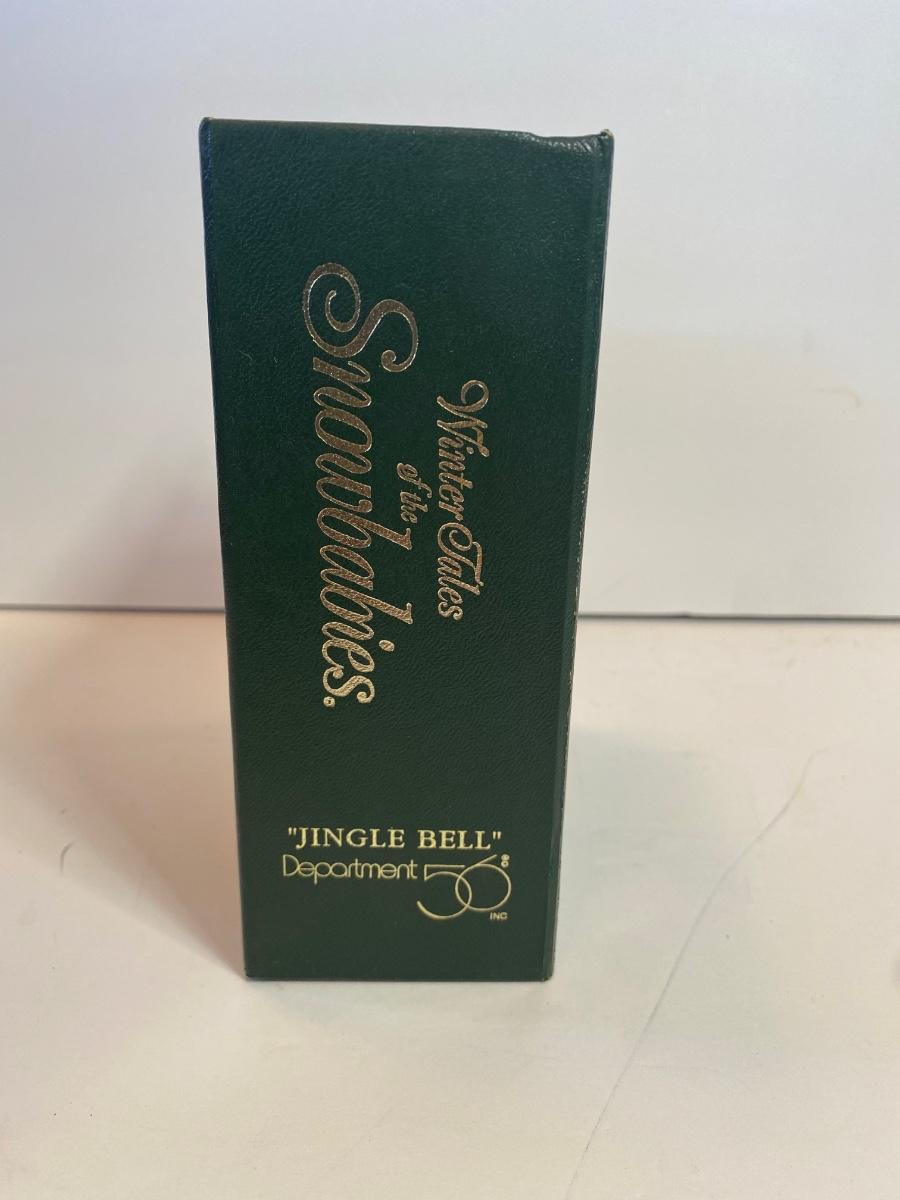 Winter Tales
of the
Snowbabies®
"JINGLE BELL"
Department 56®
INC